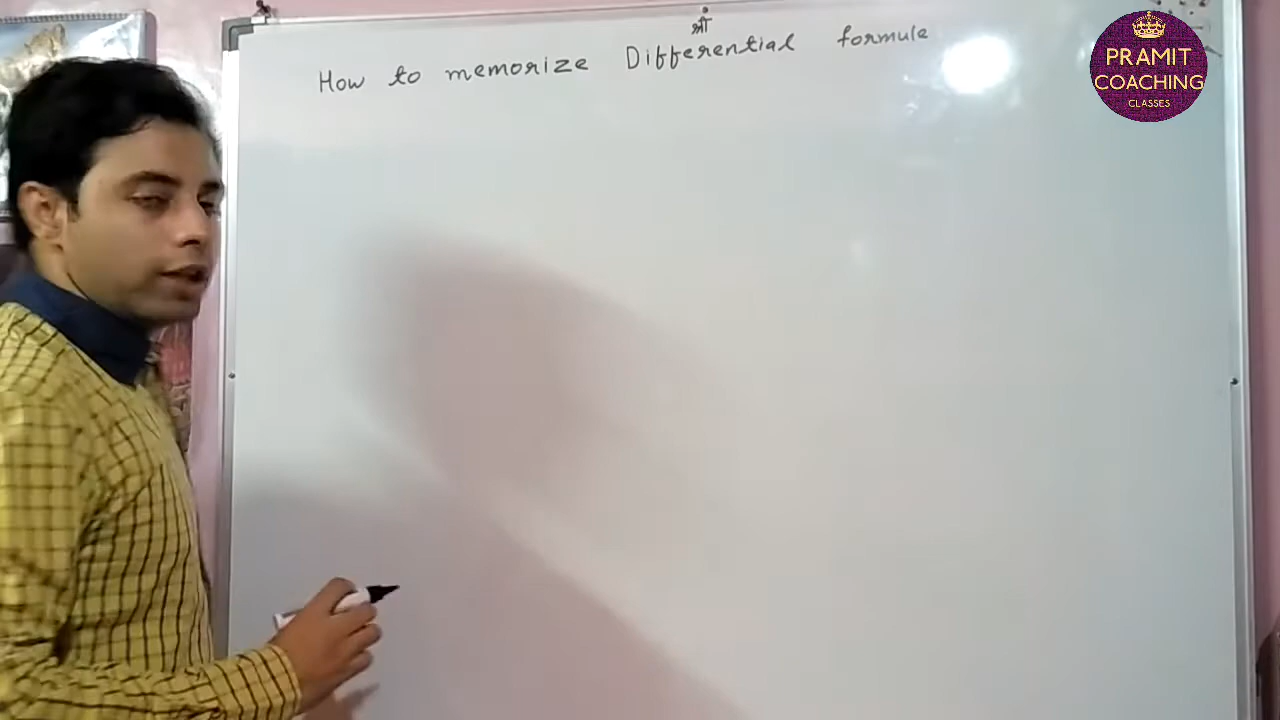 श्रीं
How to memorize Differential formule
PRAMIT
COACHING
CLASSES